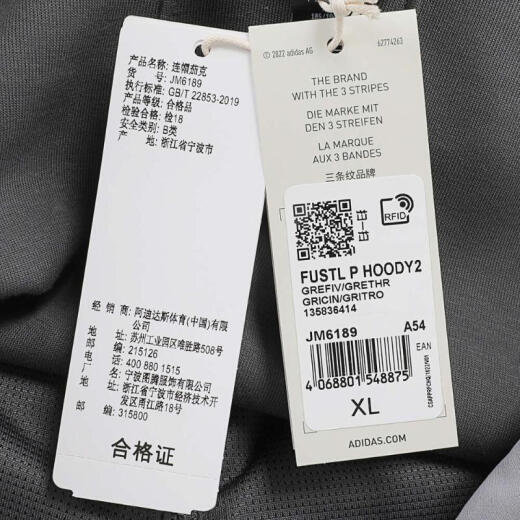 产品名称: 连帽茄克
货 号: JM6189
执行标准: GB/T 22853-2019
产品等级: 合格品
检验合格: 检18
安全类别: B类
产 地: 浙江省宁波市
经 销 商: 阿迪达斯体育(中国)有限
公司
地 址: 苏州工业园区唯胜路508号
邮 编: 215126
电 话: 400 880 1515
厂 名: 宁波图腾服饰有限公司
地 址: 浙江省宁波市经济技术开
发区甬江路18号
邮 编: 315800
合格证
© 2022 adidas AG
62774263
THE BRAND
WITH THE 3 STRIPES
DIE MARKE MIT
DEN 3 STREIFEN
LA MARQUE
AUX 3 BANDES
三条纹品牌
RFID
FUSTL P HOODY2
GREFIV/GRETHR
GRICIN/GRITRO
135836414
JM6189 A54
EAN
4 068801 548875
XL
ADIDAS.COM